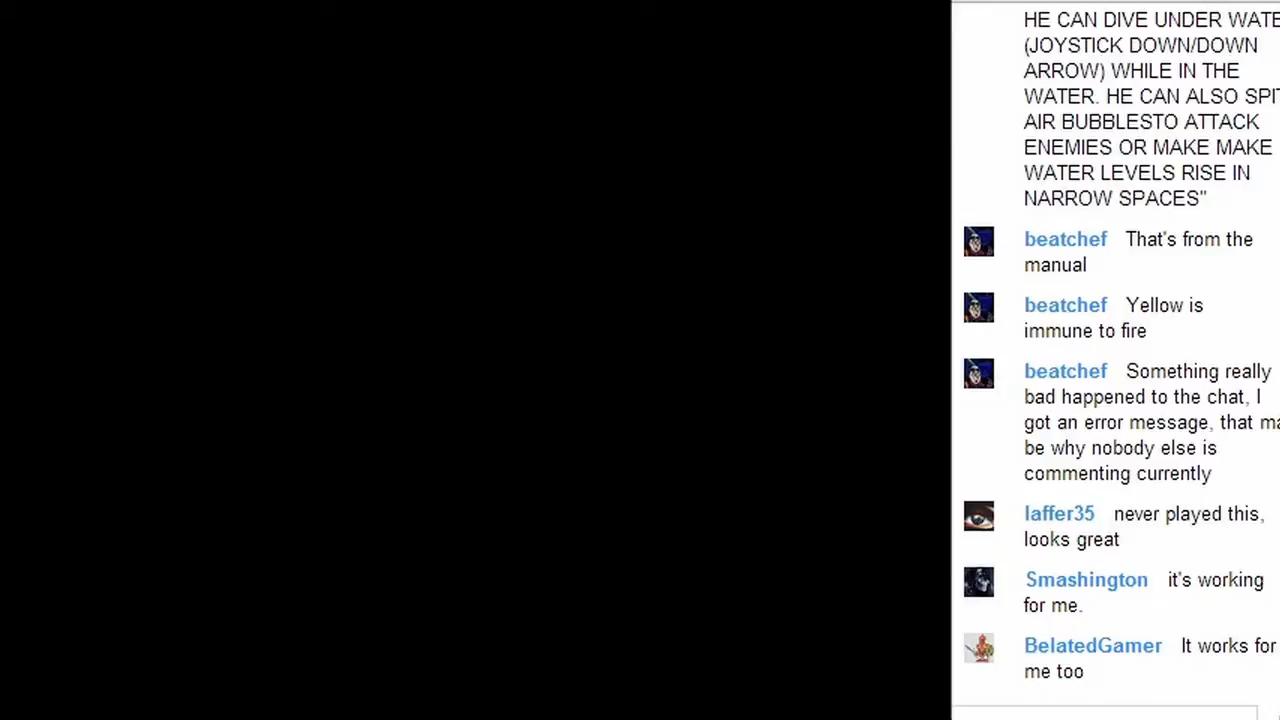 HE CAN DIVE UNDER WATE
(JOYSTICK DOWN/DOWN
ARROW) WHILE IN THE
WATER. HE CAN ALSO SPIT
AIR BUBBLESTO ATTACK
ENEMIES OR MAKE MAKE
WATER LEVELS RISE IN
NARROW SPACES"
beatchef That's from the
manual
beatchef Yellow is
immune to fire
beatchef Something really
bad happened to the chat, I
got an error message, that ma
be why nobody else is
commenting currently
laffer35 never played this,
looks great
Smashington it's working
for me.
BelatedGamer It works for
me too